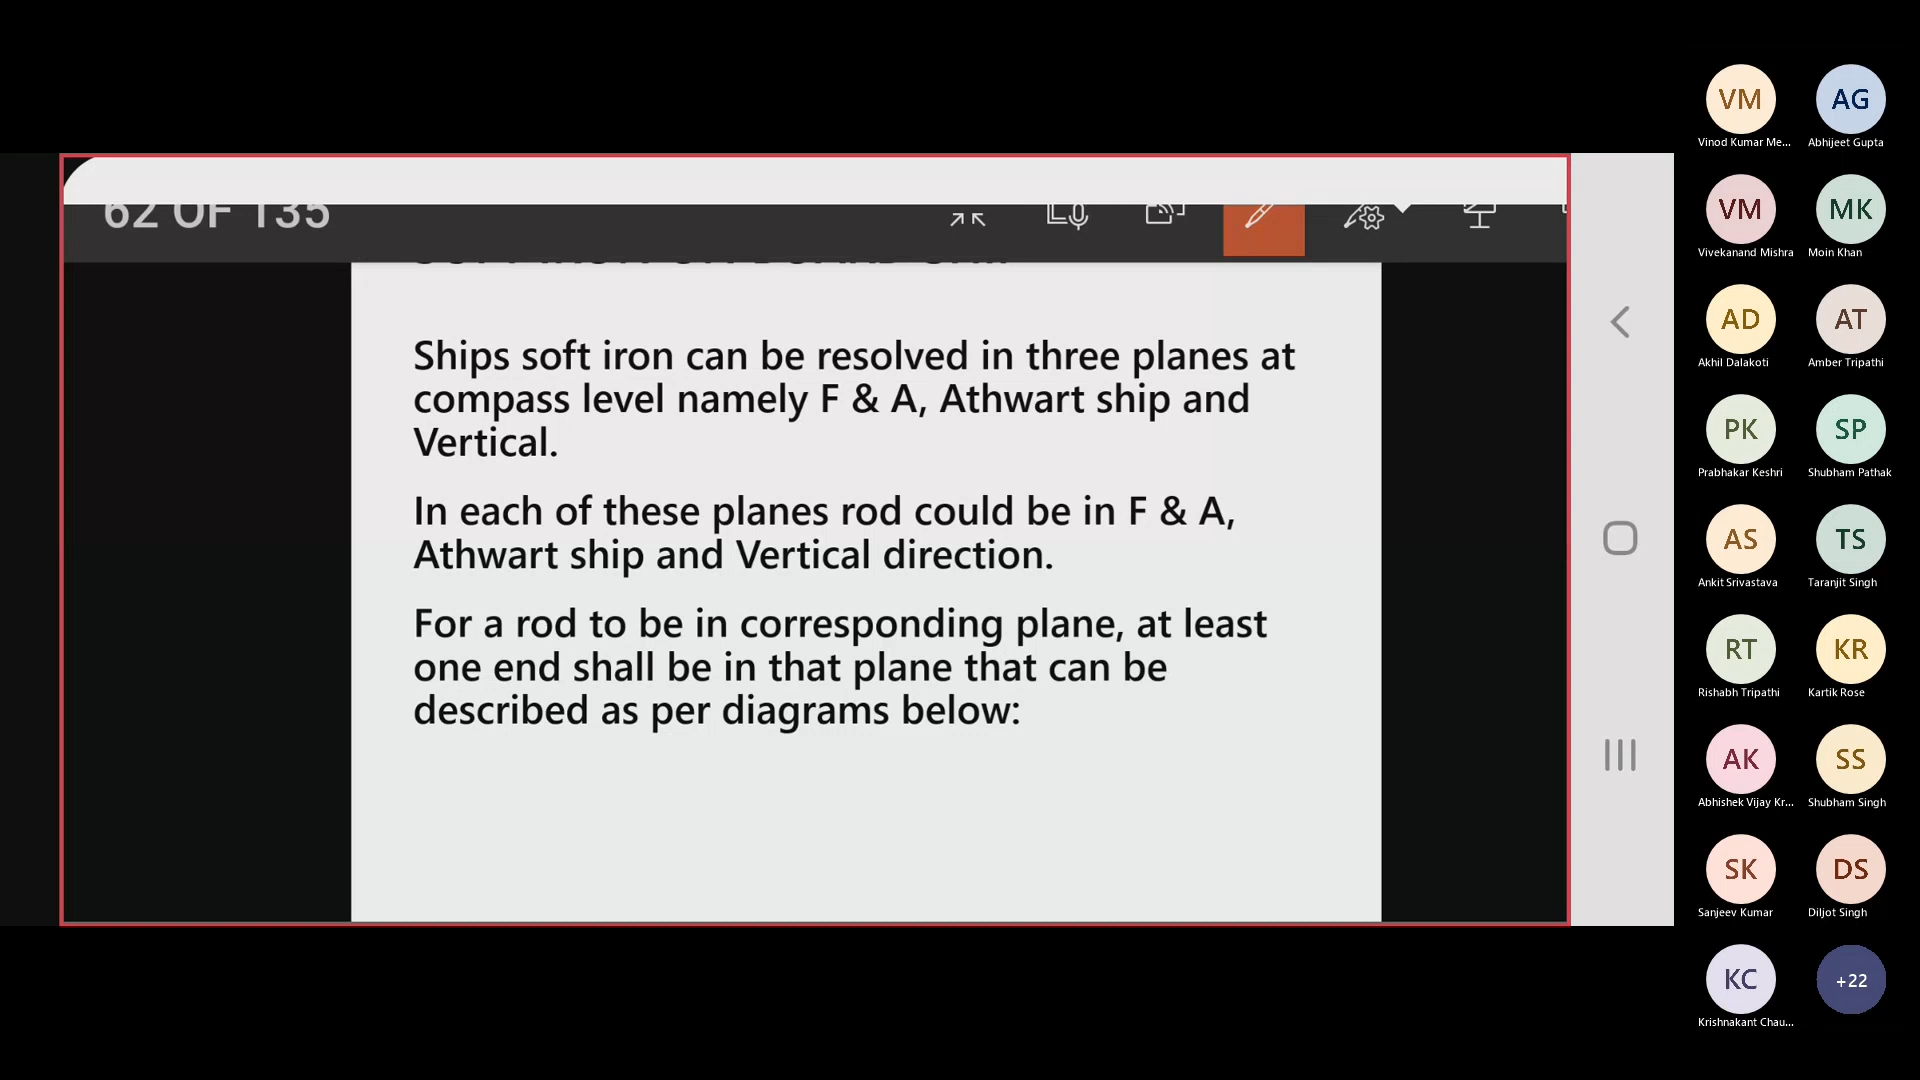 62 OF 135
Ships soft iron can be resolved in three planes at
compass level namely F & A, Athwart ship and
Vertical.
In each of these planes rod could be in F & A,
Athwart ship and Vertical direction.
For a rod to be in corresponding plane, at least
one end shall be in that plane that can be
described as per diagrams below:
VM
Vinod Kumar Me...
AG
Abhijeet Gupta
VM
Vivekanand Mishra
MK
Moin Khan
AD
Akhil Dalakoti
AT
Amber Tripathi
PK
Prabhakar Keshri
SP
Shubham Pathak
AS
Ankit Srivastava
TS
Taranjit Singh
RT
Rishabh Tripathi
KR
Kartik Rose
AK
Abhishek Vijay Kr...
SS
Shubham Singh
SK
Sanjeev Kumar
DS
Diljot Singh
KC
Krishnakant Chau...
+22